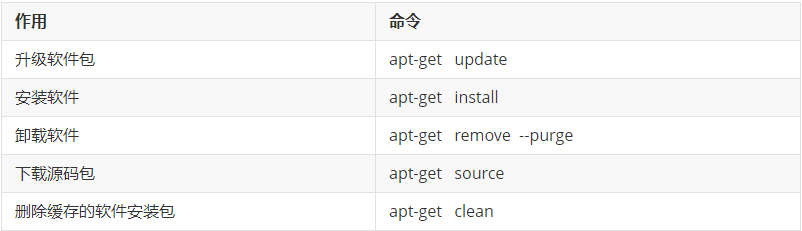 作用 命令
升级软件包 apt-get update
安装软件 apt-get install
卸载软件 apt-get remove --purge
下载源码包 apt-get source
删除缓存的软件安装包 apt-get clean